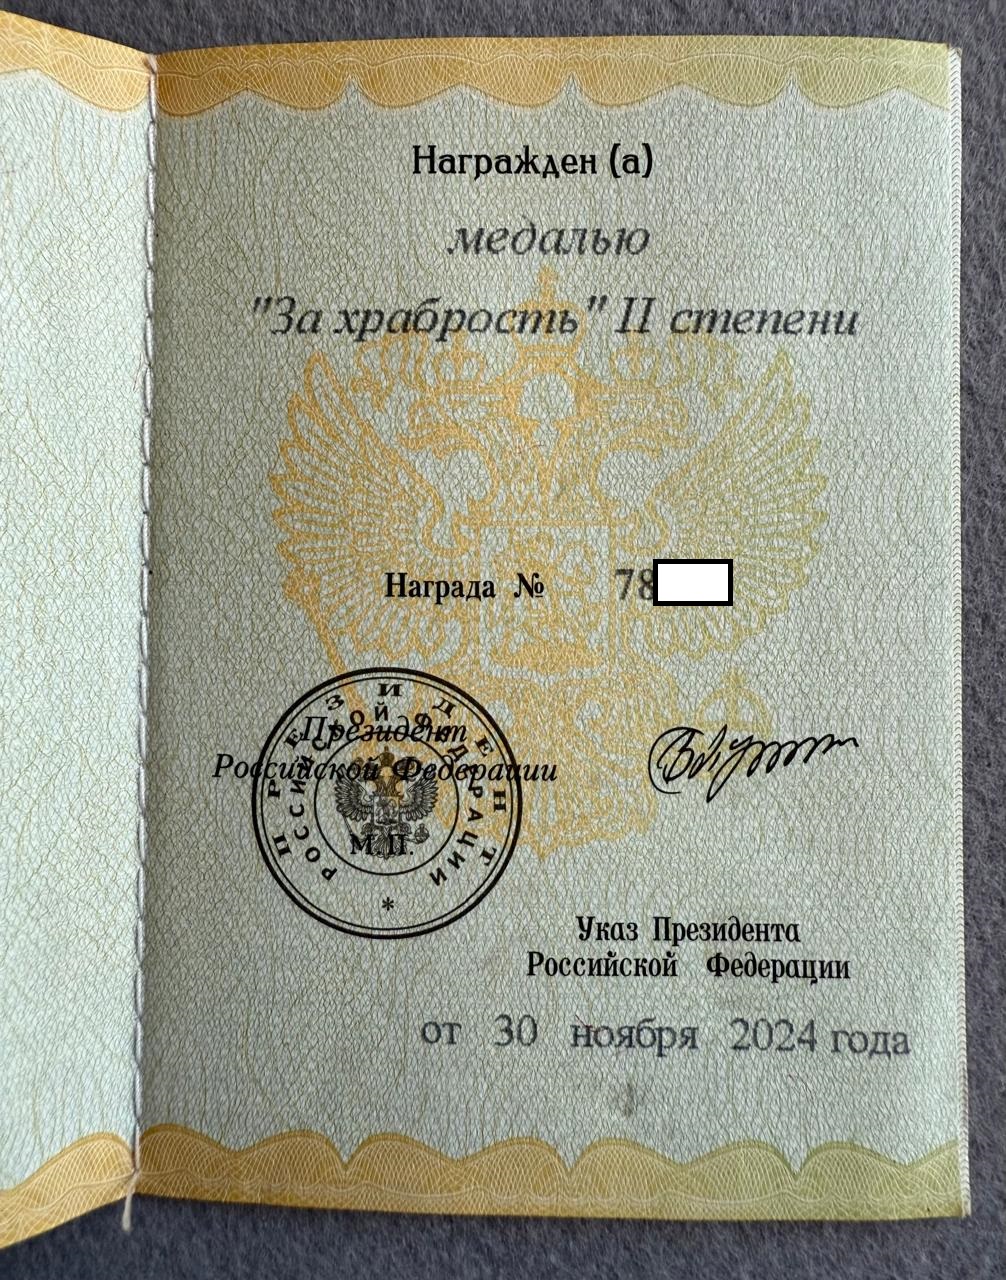 Награжден (а)
медалью
"За храбрость" II степени
Награда № 78
Президент
Российской Федерации
М.П.
ПРЕЗИДЕНТ
РОССИЙСКОЙ ФЕДЕРАЦИИ
*
Указ Президента
Российской Федерации
от 30 ноября 2024 года